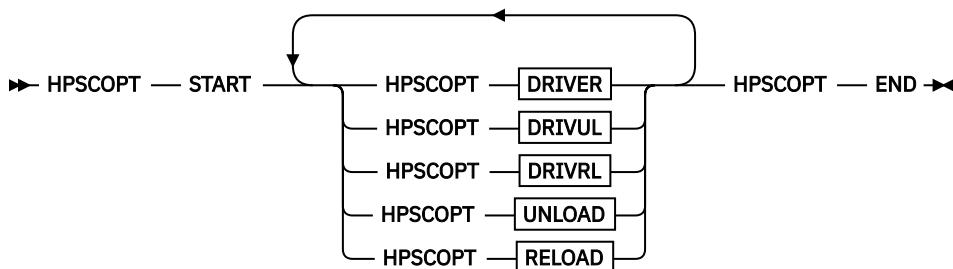 HPSCOPT START HPSCOPT DRIVER HPSCOPT END
HPSCOPT DRIVUL
HPSCOPT DRIVRL
HPSCOPT UNLOAD
HPSCOPT RELOAD